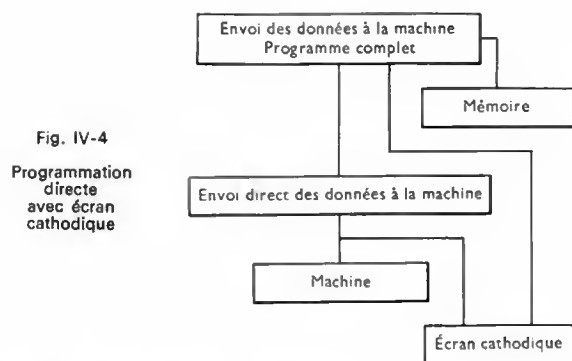 Envoi des données à la machine
Programme complet
Mémoire
Fig. IV-4
Programmation
directe
avec écran
cathodique
Envoi direct des données à la machine
Machine
Écran cathodique